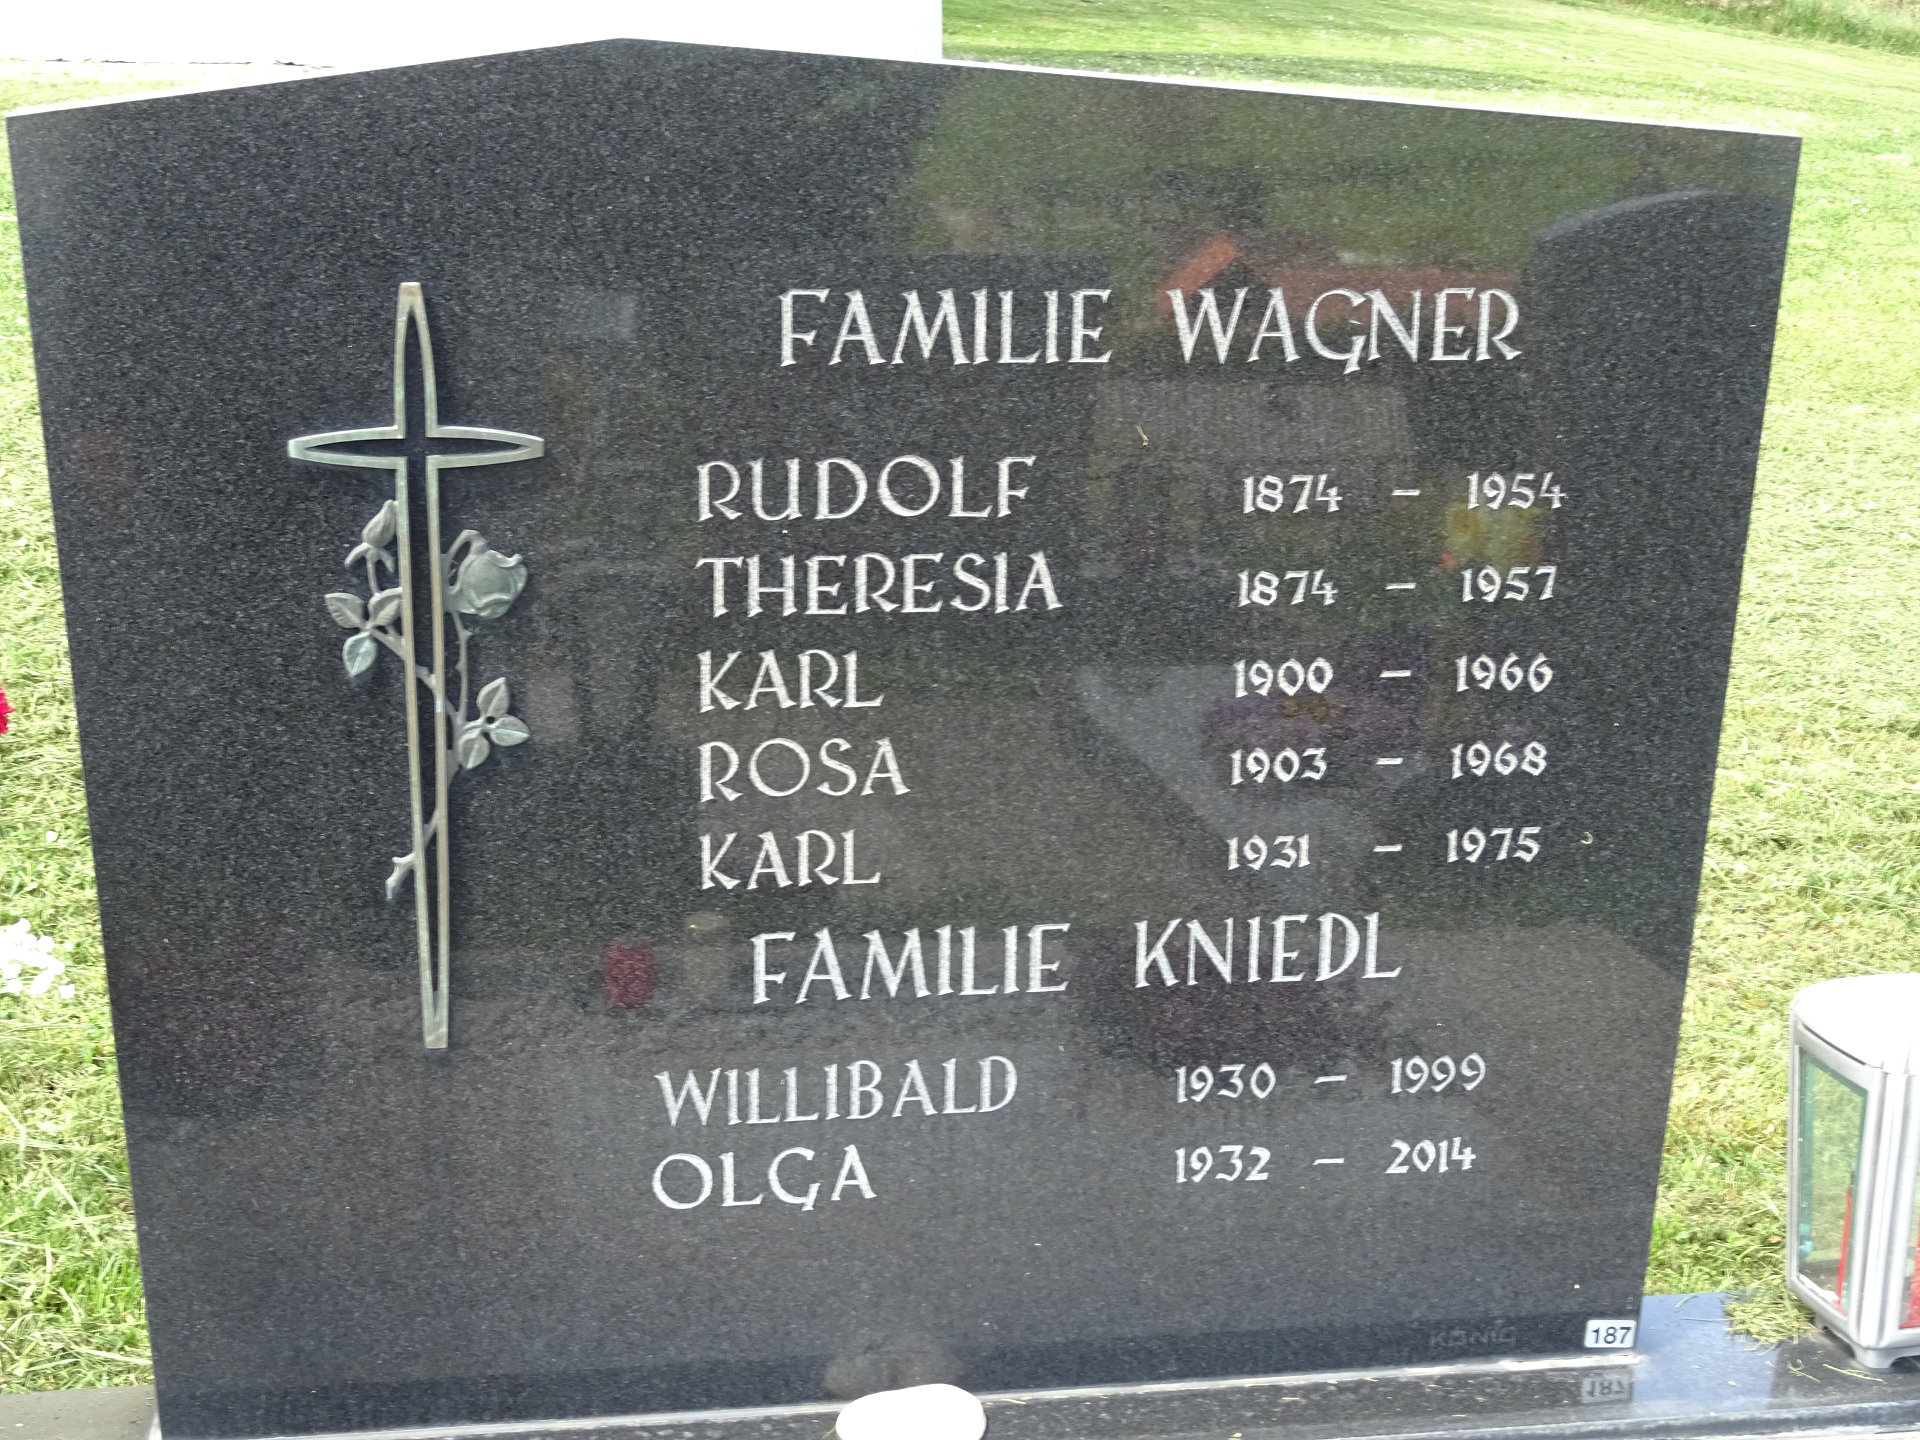 FAMILIE WAGNER
RUDOLF 1874 – 1954
THERESIA 1874 – 1957
KARL 1900 – 1966
ROSA 1903 – 1968
KARL 1931 – 1975
FAMILIE KNIEDL
WILLIBALD 1930 – 1999
OLGA 1932 – 2014
KÖNIG
187